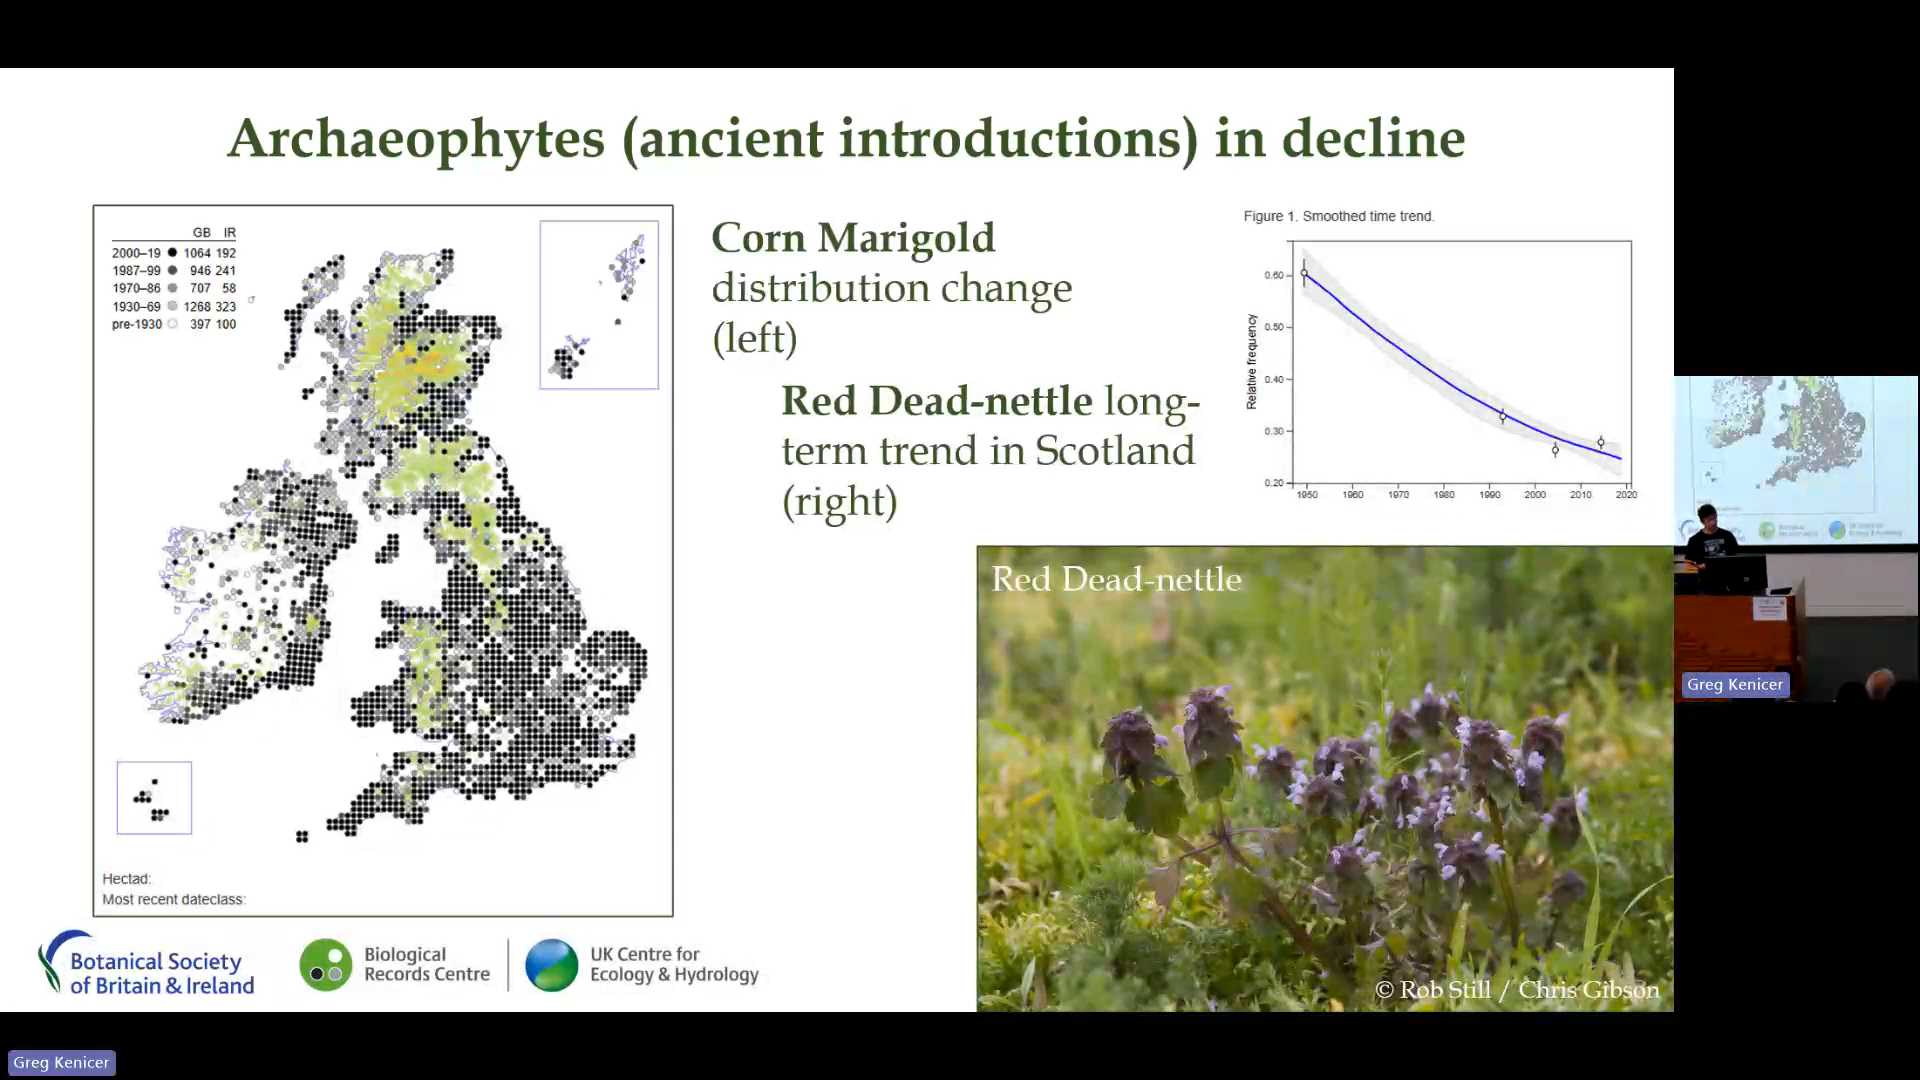 Archaeophytes (ancient introductions) in decline
GB IR
2000–19 1064 192
1987–99 946 241
1970–86 707 58
1930–69 1268 323
pre-1930 397 100
Hectad:
Most recent dateclass:
Corn Marigold
distribution change
(left)
Red Dead-nettle long-
term trend in Scotland
(right)
Figure 1. Smoothed time trend.
Relative frequency
0.60
0.50
0.40
0.30
0.20
1950 1960 1970 1980 1990 2000 2010 2020
Red Dead-nettle
© Rob Still / Chris Gibson
Botanical Society
of Britain & Ireland
Biological
Records Centre
UK Centre for
Ecology & Hydrology
Greg Kenicer
Greg Kenicer